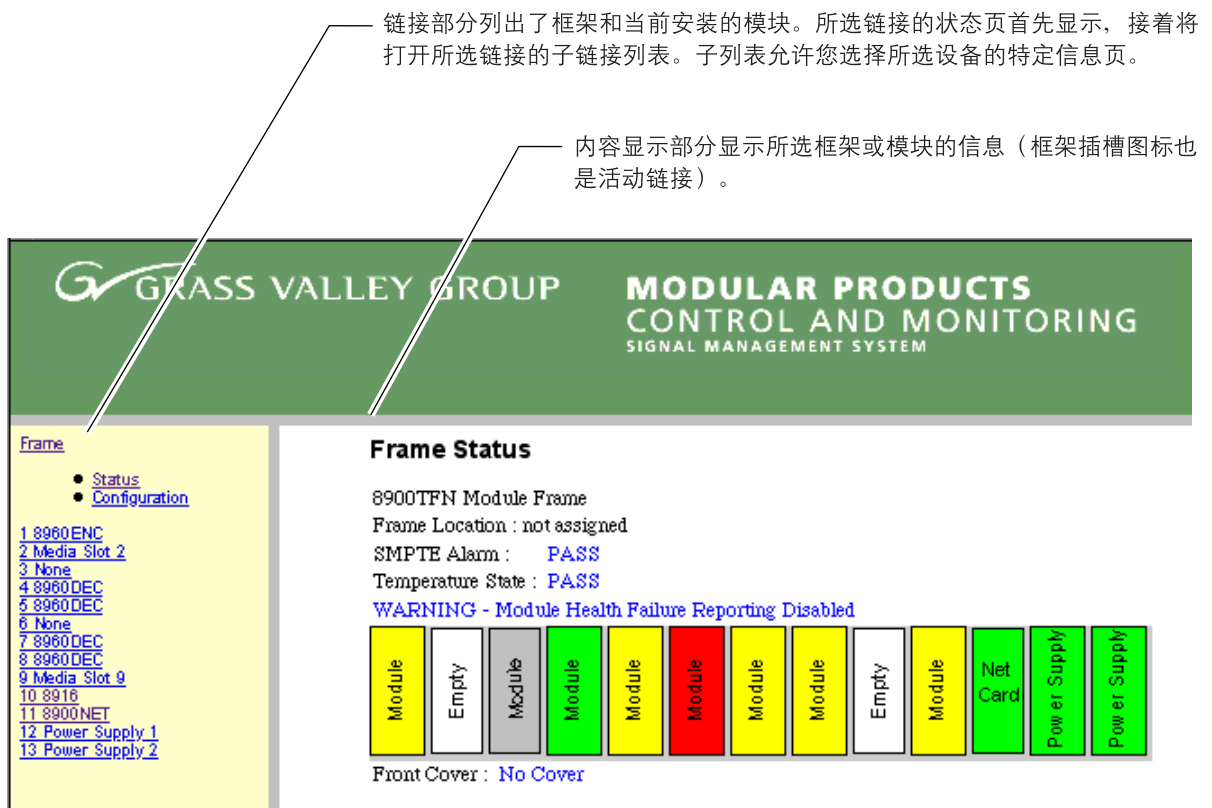 链接部分列出了框架和当前安装的模块。所选链接的状态页首先显示，接着将
打开所选链接的子链接列表。子列表允许您选择所选设备的特定信息页。
内容显示部分显示所选框架或模块的信息（框架插槽图标也
是活动链接）。
GRASS VALLEY GROUP
MODULAR PRODUCTS
CONTROL AND MONITORING
SIGNAL MANAGEMENT SYSTEM
Frame
Status
Configuration
1 8960ENC
2 Media Slot 2
3 None
4 8960DEC
5 8960DEC
6 None
7 8960DEC
8 8960DEC
9 Media Slot 9
10 8916
11 8900NET
12 Power Supply 1
13 Power Supply 2
Frame Status
8900TFN Module Frame
Frame Location : not assigned
SMPTE Alarm : PASS
Temperature State : PASS
WARNING - Module Health Failure Reporting Disabled
Module
Empty
Module
Module
Module
Module
Module
Module
Empty
Module
Net
Card
Power Supply
Power Supply
Front Cover : No Cover